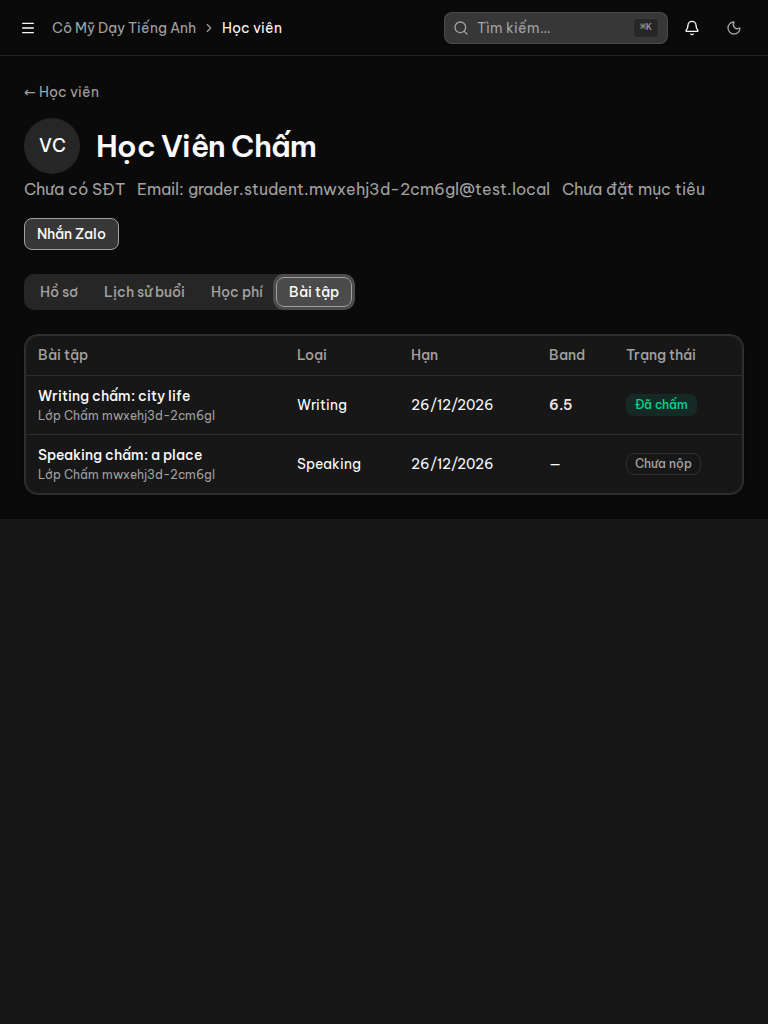 Cô Mỹ Dạy Tiếng Anh > Học viên
Tìm kiếm... ⌘K
← Học viên
VC Học Viên Chấm
Chưa có SĐT Email: grader.student.mwxehj3d-2cm6gl@test.local Chưa đặt mục tiêu
Nhắn Zalo
Hồ sơ Lịch sử buổi Học phí Bài tập
Bài tập Loại Hạn Band Trạng thái
Writing chấm: city life Writing 26/12/2026 6.5 Đã chấm
Lớp Chấm mwxehj3d-2cm6gl
Speaking chấm: a place Speaking 26/12/2026 — Chưa nộp
Lớp Chấm mwxehj3d-2cm6gl